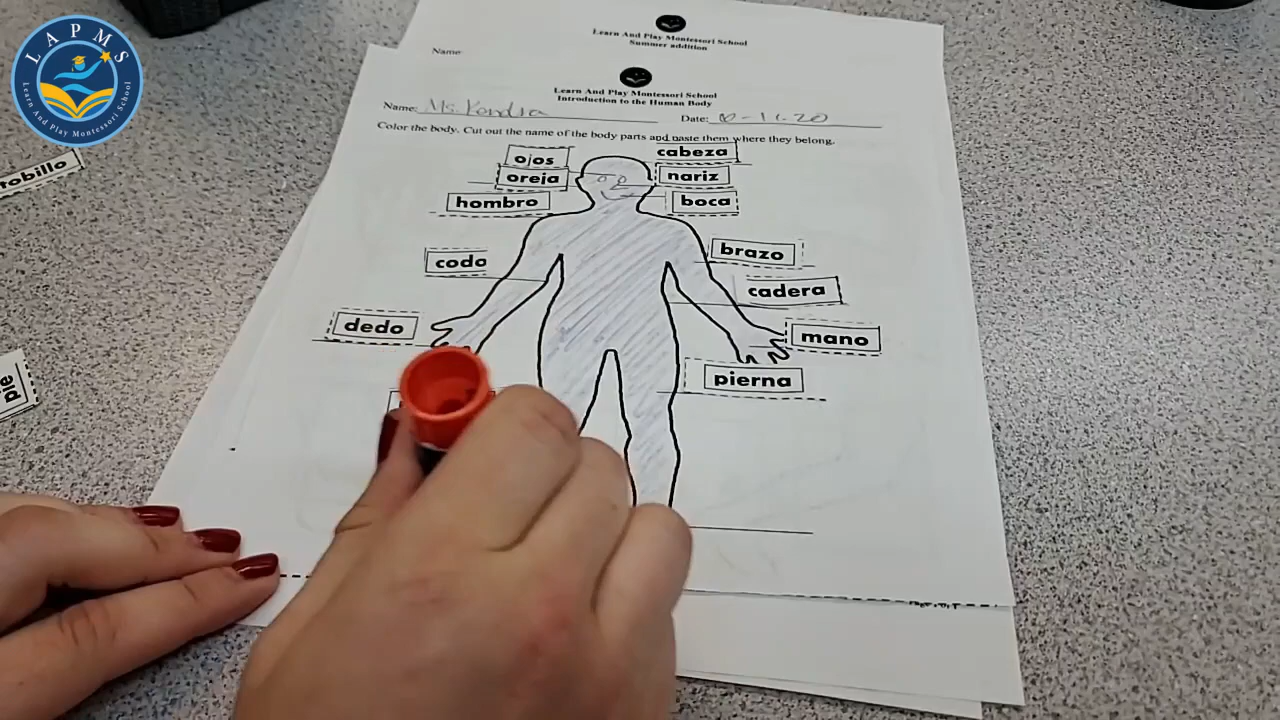 LAPMS
Learn And Play Montessori School
Learn And Play Montessori School
Summer addition
Name:
Learn And Play Montessori School
Introduction to the Human Body
Name: Ms. Kendra Date: 10-11.20
Color the body. Cut out the name of the body parts and paste them where they belong.
ojos
cabeza
oreja
nariz
hombro
boca
codo
brazo
cadera
dedo
mano
pierna
tobillo
pie